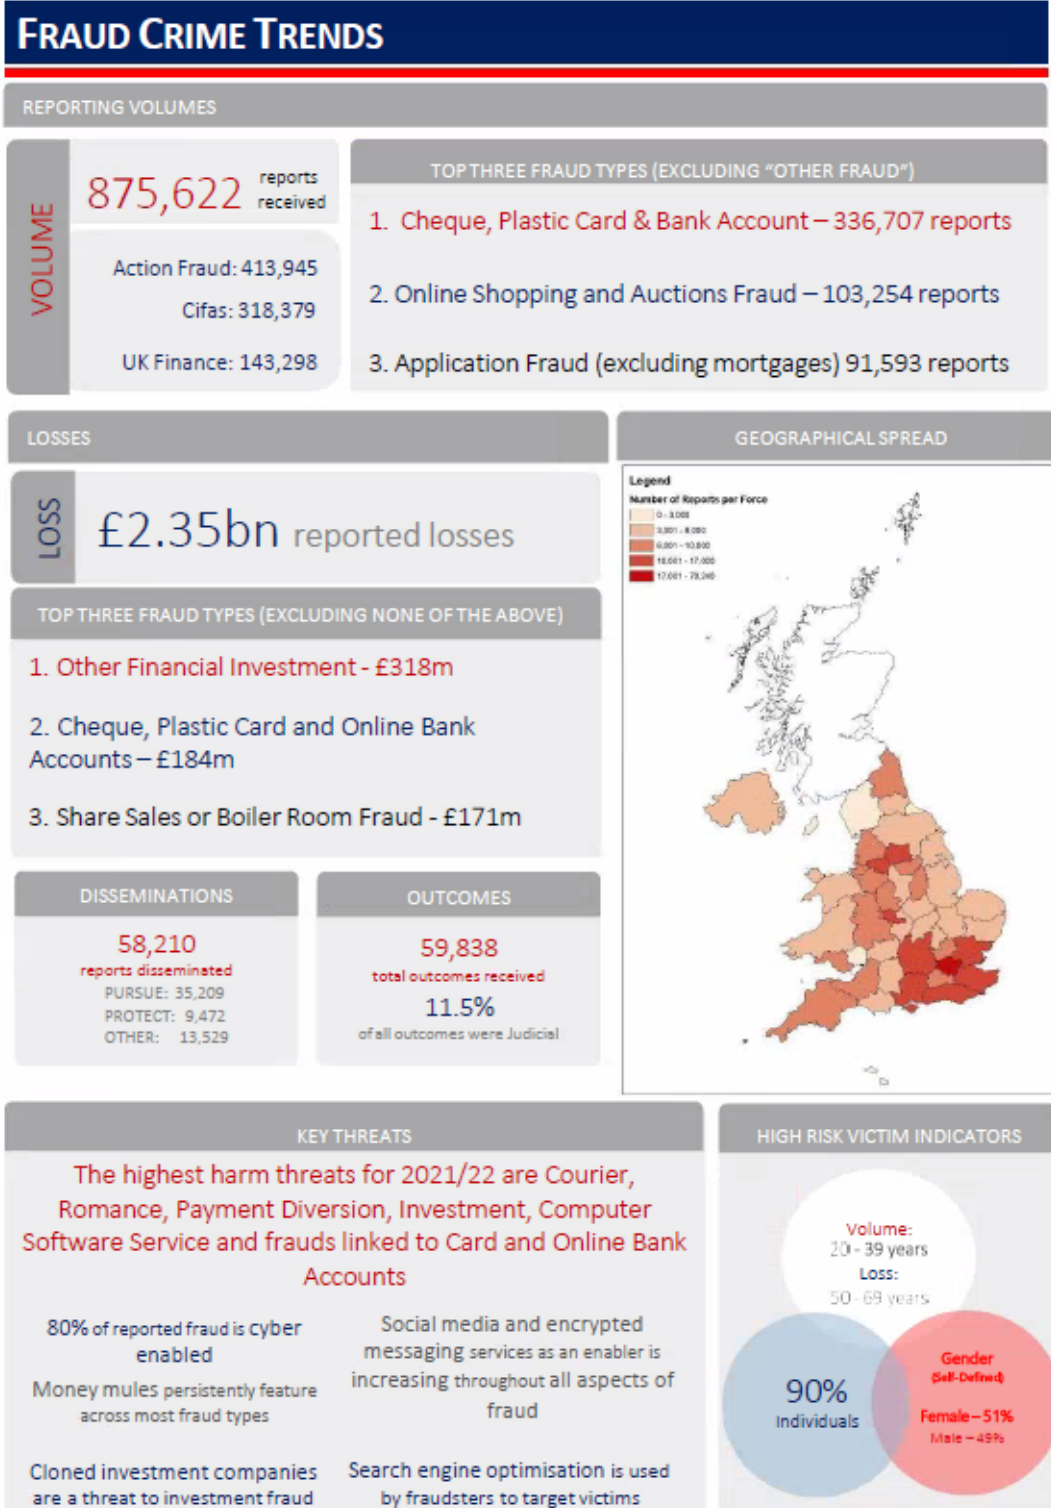 FRAUD CRIME TRENDS
REPORTING VOLUMES
VOLUME
875,622 reports received
Action Fraud: 413,945
Cifas: 318,379
UK Finance: 143,298
TOP THREE FRAUD TYPES (EXCLUDING "OTHER FRAUD")
1. Cheque, Plastic Card & Bank Account – 336,707 reports
2. Online Shopping and Auctions Fraud – 103,254 reports
3. Application Fraud (excluding mortgages) 91,593 reports
LOSSES
LOSS
£2.35bn reported losses
TOP THREE FRAUD TYPES (EXCLUDING NONE OF THE ABOVE)
1. Other Financial Investment - £318m
2. Cheque, Plastic Card and Online Bank
Accounts – £184m
3. Share Sales or Boiler Room Fraud - £171m
GEOGRAPHICAL SPREAD
Legend
Number of Reports per Force
DISSEMINATIONS
58,210
reports disseminated
PURSUE: 35,209
PROTECT: 9,472
OTHER: 13,529
OUTCOMES
59,838
total outcomes received
11.5%
of all outcomes were Judicial
KEY THREATS
The highest harm threats for 2021/22 are Courier,
Romance, Payment Diversion, Investment, Computer
Software Service and frauds linked to Card and Online Bank
Accounts
80% of reported fraud is cyber
enabled
Money mules persistently feature
across most fraud types
Cloned investment companies
are a threat to investment fraud
Social media and encrypted
messaging services as an enabler is
increasing throughout all aspects of
fraud
Search engine optimisation is used
by fraudsters to target victims
HIGH RISK VICTIM INDICATORS
Volume:
20 - 39 years
Loss:
50 - 69 years
90%
Individuals
Gender
(Self-Defined)
Female – 51%
Male – 49%